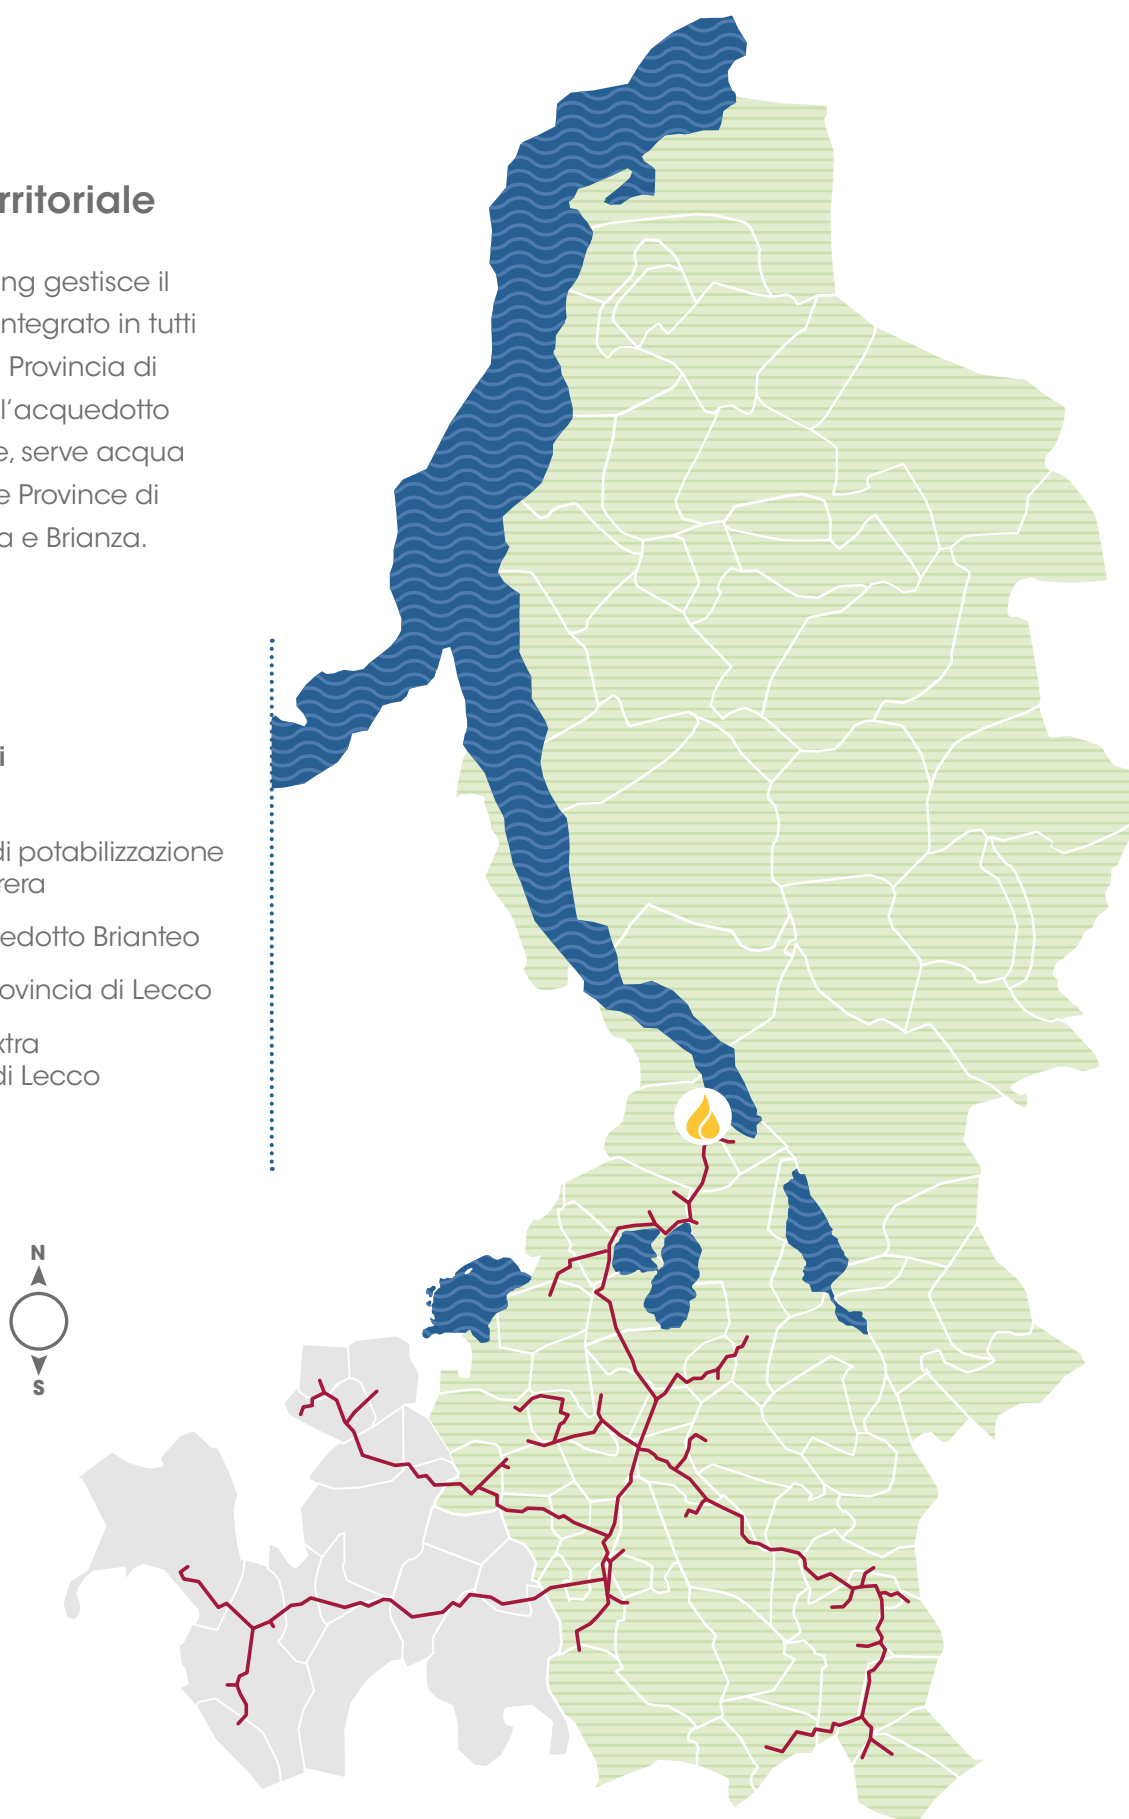 rritoriale
ng gestisce il
ntegrato in tutti
Provincia di
l'acquedotto
e, serve acqua
e Province di
a e Brianza.
i
di potabilizzazione
rera
edotto Brianteo
ovincia di Lecco
xtra
di Lecco
N
S